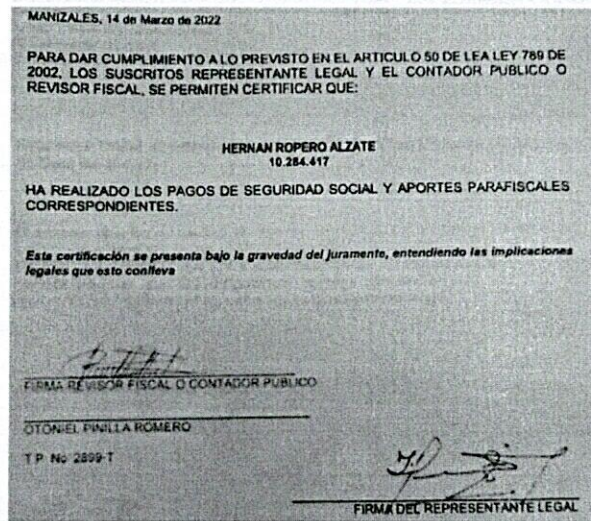 MANIZALES, 14 de Marzo de 2022
PARA DAR CUMPLIMIENTO A LO PREVISTO EN EL ARTICULO 50 DE LEA LEY 789 DE
2002, LOS SUSCRITOS REPRESENTANTE LEGAL Y EL CONTADOR PUBLICO O
REVISOR FISCAL, SE PERMITEN CERTIFICAR QUE:
HERNAN ROPERO ALZATE
10.284.417
HA REALIZADO LOS PAGOS DE SEGURIDAD SOCIAL Y APORTES PARAFISCALES
CORRESPONDIENTES.
Esta certificación se presenta bajo la gravedad del juramente, entendiendo las implicaciones
legales que esto conlleva
FIRMA REVISOR FISCAL O CONTADOR PUBLICO
OTONIEL PINILLA ROMERO
T.P. No 2899-T
FIRMA DEL REPRESENTANTE LEGAL